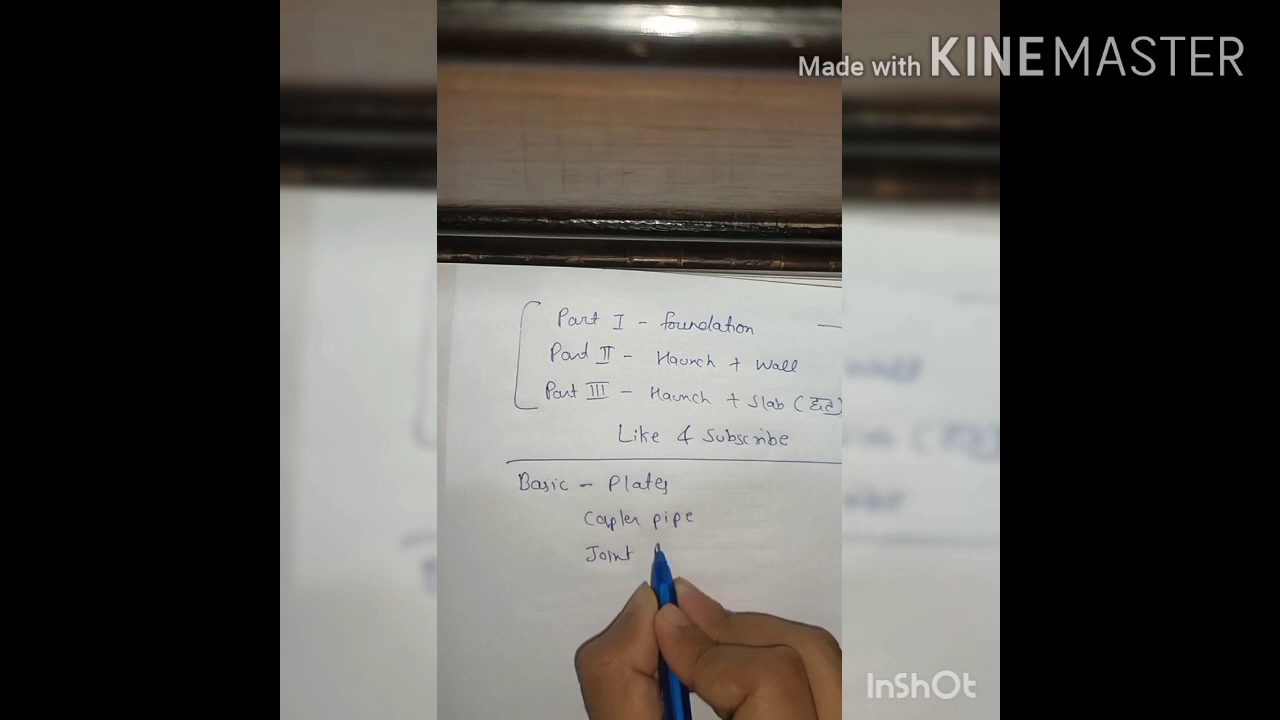 Made with KINEMASTER
Part I - foundation
Part II - Haunch + Wall
Part III - Haunch + Slab (छत)
Like & Subscribe
Basic - Plates
Capler pipe
Joint
InShOt